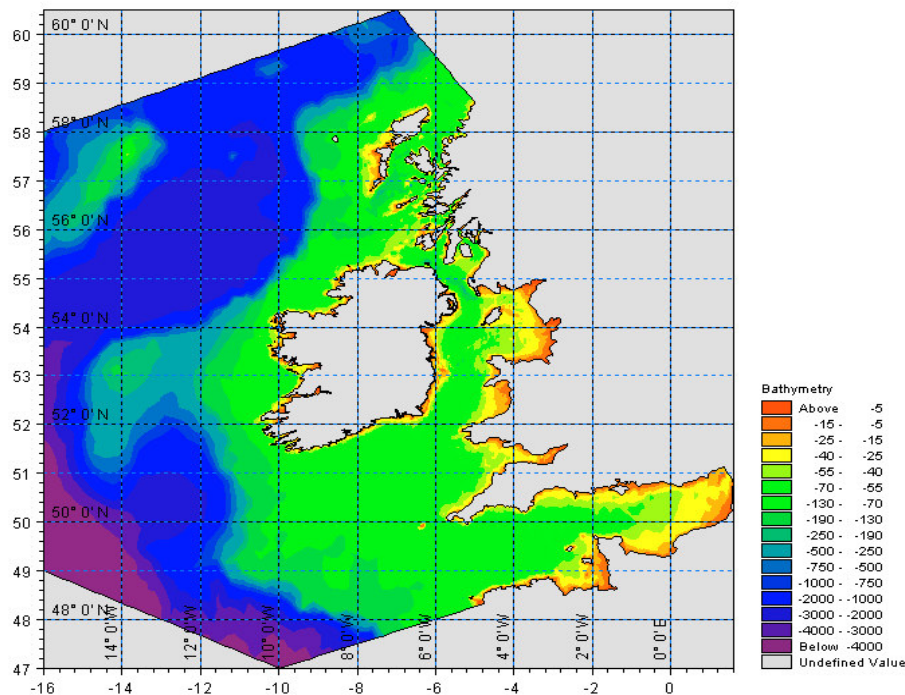 60
60° 0' N
59
58
58° 0' N
57
56
56° 0' N
55
54
54° 0' N
53
52
52° 0' N
51
50
50° 0' N
49
48
48° 0' N
47
14° 0'W
12° 0'W
10° 0'W
8° 0'W
6° 0'W
4° 0'W
2° 0'W
0° 0'E
-16
-14
-12
-10
-8
-6
-4
-2
0
Bathymetry
Above -5
-15 - -5
-25 - -15
-40 - -25
-55 - -40
-70 - -55
-130 - -70
-190 - -130
-250 - -190
-500 - -250
-750 - -500
-1000 - -750
-2000 - -1000
-3000 - -2000
-4000 - -3000
Below -4000
Undefined Value